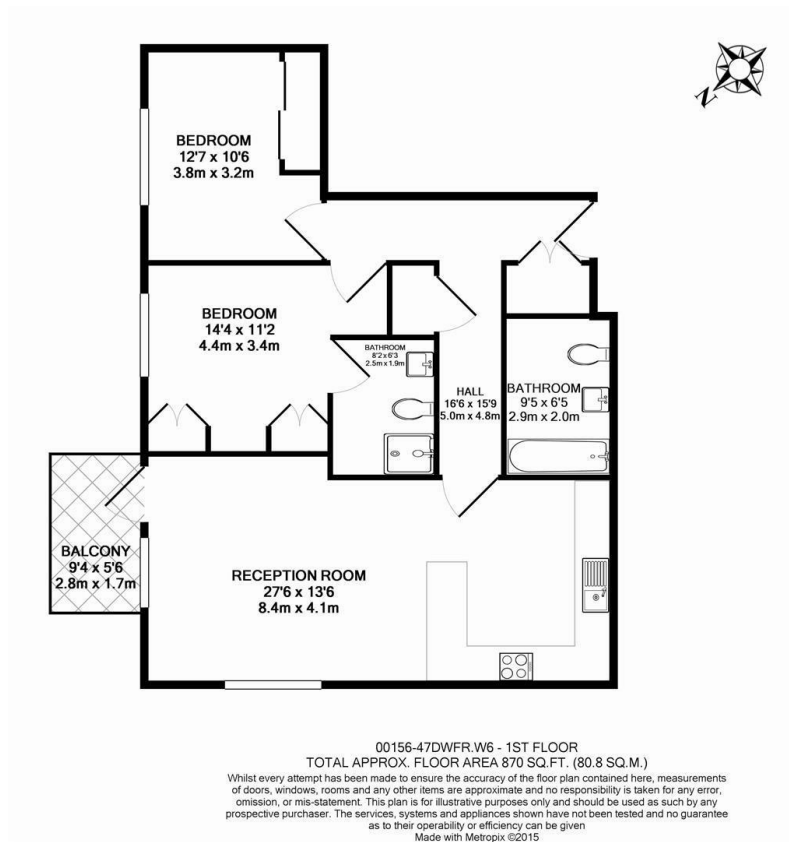 N
BEDROOM
12'7 x 10'6
3.8m x 3.2m
BEDROOM
14'4 x 11'2
4.4m x 3.4m
BATHROOM
8'2 x 6'3
2.5m x 1.9m
HALL
16'6 x 15'9
5.0m x 4.8m
BATHROOM
9'5 x 6'5
2.9m x 2.0m
BALCONY
9'4 x 5'6
2.8m x 1.7m
RECEPTION ROOM
27'6 x 13'6
8.4m x 4.1m
00156-47DWFR.W6 - 1ST FLOOR
TOTAL APPROX. FLOOR AREA 870 SQ.FT. (80.8 SQ.M.)
Whilst every attempt has been made to ensure the accuracy of the floor plan contained here, measurements
of doors, windows, rooms and any other items are approximate and no responsibility is taken for any error,
omission, or mis-statement. This plan is for illustrative purposes only and should be used as such by any
prospective purchaser. The services, systems and appliances shown have not been tested and no guarantee
as to their operability or efficiency can be given
Made with Metropix ©2015